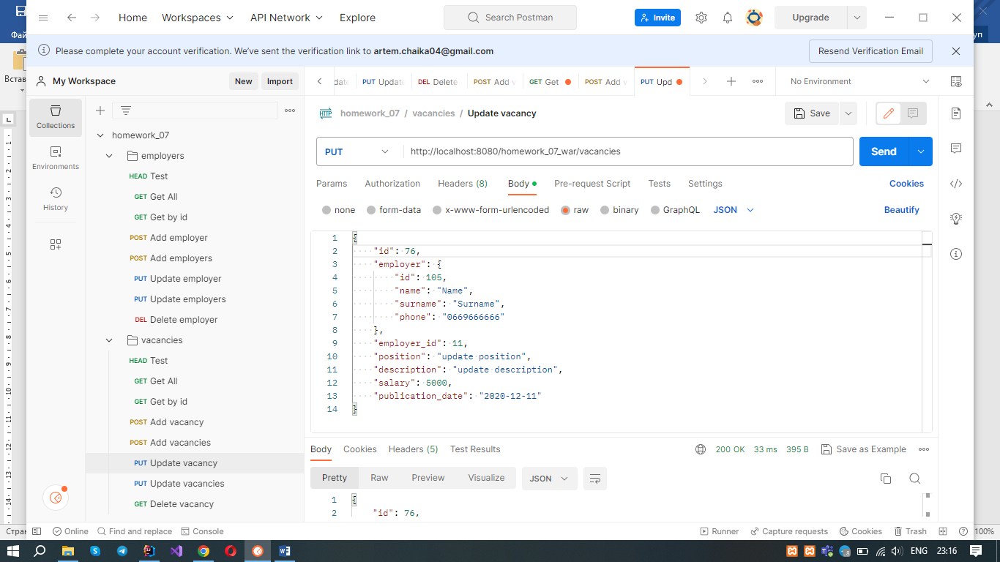 Home Workspaces API Network Explore Search Postman Invite Upgrade
Фай
уп
Please complete your account verification. We've sent the verification link to artem.chaika04@gmail.com Resend Verification Email
Встав
My Workspace New Import
PUT Update DEL Delete POST Add v GET Get POST Add v PUT Upd No Environment
Collections
Environments
History
homework_07
employers
HEAD Test
GET Get All
GET Get by id
POST Add employer
POST Add employers
PUT Update employer
PUT Update employers
DEL Delete employer
vacancies
HEAD Test
GET Get All
GET Get by id
POST Add vacancy
POST Add vacancies
PUT Update vacancy
PUT Update vacancies
GET Delete vacancy
HTTP homework_07 / vacancies / Update vacancy Save
PUT http://localhost:8080/homework_07_war/vacancies Send
Params Authorization Headers (8) Body Pre-request Script Tests Settings Cookies
none form-data x-www-form-urlencoded raw binary GraphQL JSON Beautify
1 {
2 "id": 76,
3 "employer": {
4 "id": 105,
5 "name": "Name",
6 "surname": "Surname",
7 "phone": "0669666666"
8 },
9 "employer_id": 11,
10 "position": "update position",
11 "description": "update description",
12 "salary": 5000,
13 "publication_date": "2020-12-11"
14 }
Body Cookies Headers (5) Test Results 200 OK 33 ms 395 B Save as Example
Pretty Raw Preview Visualize JSON
1 {
2 "id": 76,
Стран
Online Find and replace Console Runner Capture requests Cookies Trash 100%
ENG 23:16